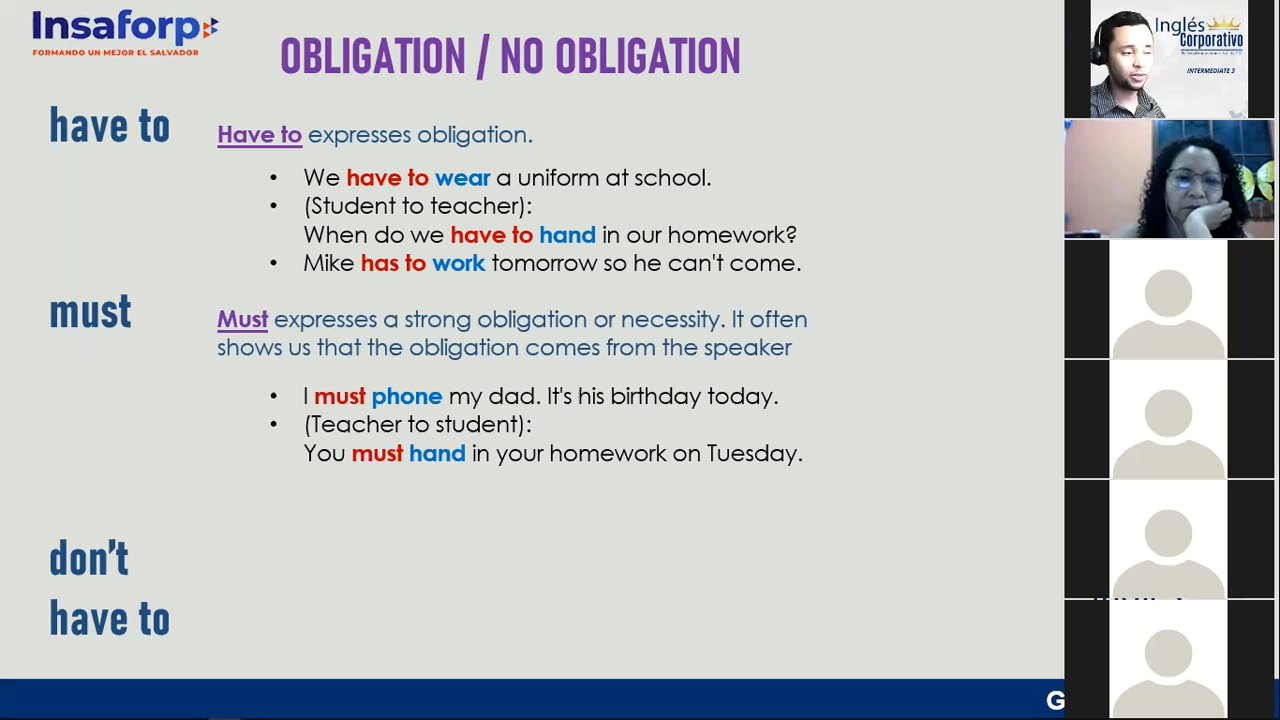 Insaforp
FORMANDO UN MEJOR EL SALVADOR
OBLIGATION / NO OBLIGATION
have to
Have to expresses obligation.
• We have to wear a uniform at school.
• (Student to teacher):
When do we have to hand in our homework?
• Mike has to work tomorrow so he can't come.
must
Must expresses a strong obligation or necessity. It often
shows us that the obligation comes from the speaker
• I must phone my dad. It's his birthday today.
• (Teacher to student):
You must hand in your homework on Tuesday.
don't
have to
G
Inglés
Corporativo
INTERMEDIATE 3